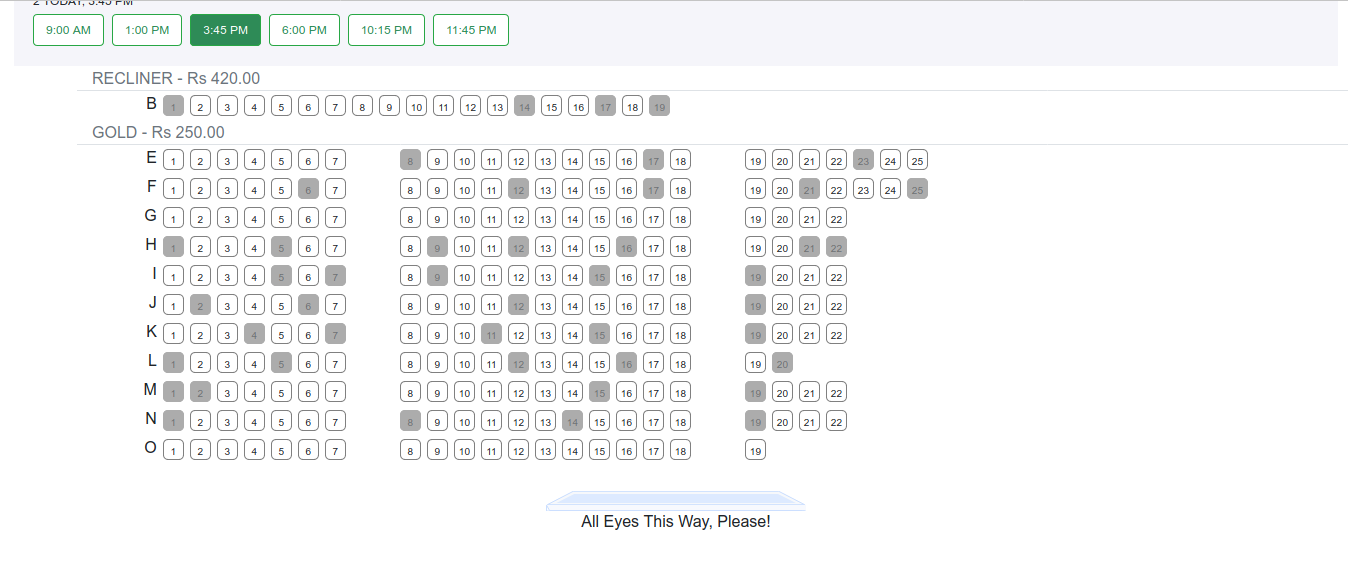 2 TODAY, 3:45 PM
9:00 AM 1:00 PM 3:45 PM 6:00 PM 10:15 PM 11:45 PM
RECLINER - Rs 420.00
B 1 2 3 4 5 6 7 8 9 10 11 12 13 14 15 16 17 18 19
GOLD - Rs 250.00
E 1 2 3 4 5 6 7 8 9 10 11 12 13 14 15 16 17 18 19 20 21 22 23 24 25
F 1 2 3 4 5 6 7 8 9 10 11 12 13 14 15 16 17 18 19 20 21 22 23 24 25
G 1 2 3 4 5 6 7 8 9 10 11 12 13 14 15 16 17 18 19 20 21 22
H 1 2 3 4 5 6 7 8 9 10 11 12 13 14 15 16 17 18 19 20 21 22
I 1 2 3 4 5 6 7 8 9 10 11 12 13 14 15 16 17 18 19 20 21 22
J 1 2 3 4 5 6 7 8 9 10 11 12 13 14 15 16 17 18 19 20 21 22
K 1 2 3 4 5 6 7 8 9 10 11 12 13 14 15 16 17 18 19 20 21 22
L 1 2 3 4 5 6 7 8 9 10 11 12 13 14 15 16 17 18 19 20
M 1 2 3 4 5 6 7 8 9 10 11 12 13 14 15 16 17 18 19 20 21 22
N 1 2 3 4 5 6 7 8 9 10 11 12 13 14 15 16 17 18 19 20 21 22
O 1 2 3 4 5 6 7 8 9 10 11 12 13 14 15 16 17 18 19
All Eyes This Way, Please!